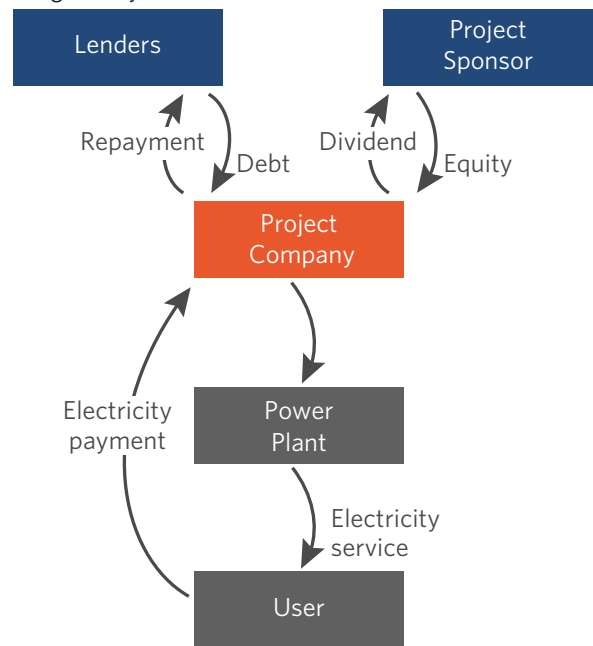 Lenders
Project
Sponsor
Repayment
Debt
Dividend
Equity
Project
Company
Electricity
payment
Power
Plant
Electricity
service
User